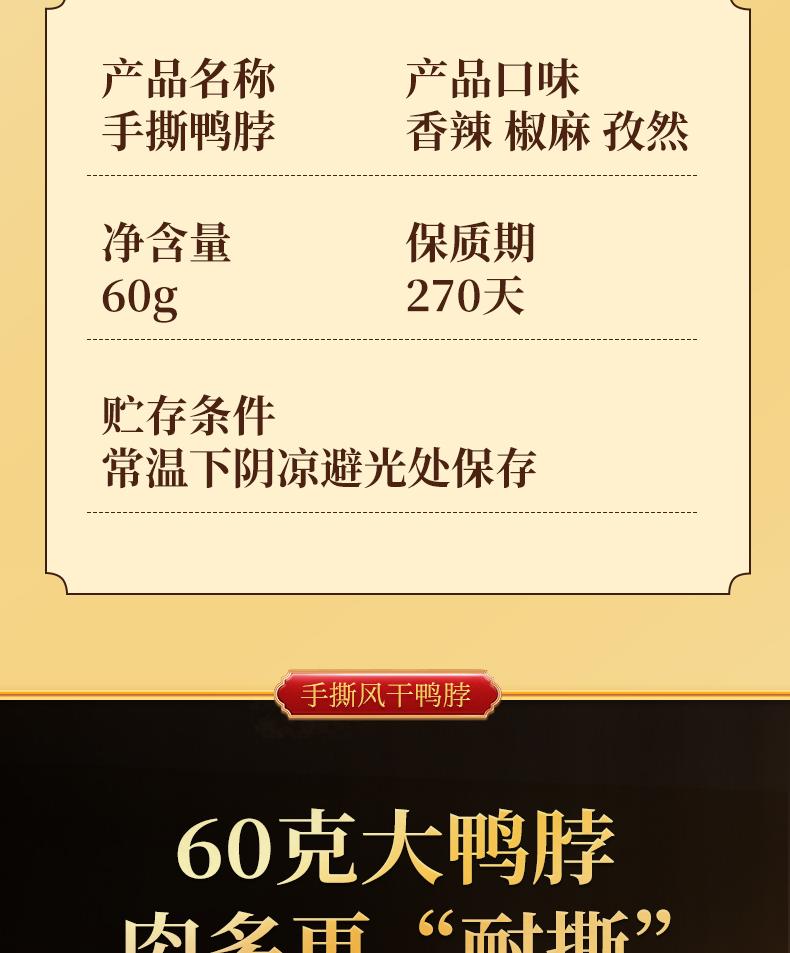 产品名称 产品口味
手撕鸭脖 香辣 椒麻 孜然
净含量 保质期
60g 270天
贮存条件
常温下阴凉避光处保存
手撕风干鸭脖
60克大鸭脖
肉多更“耐撕”